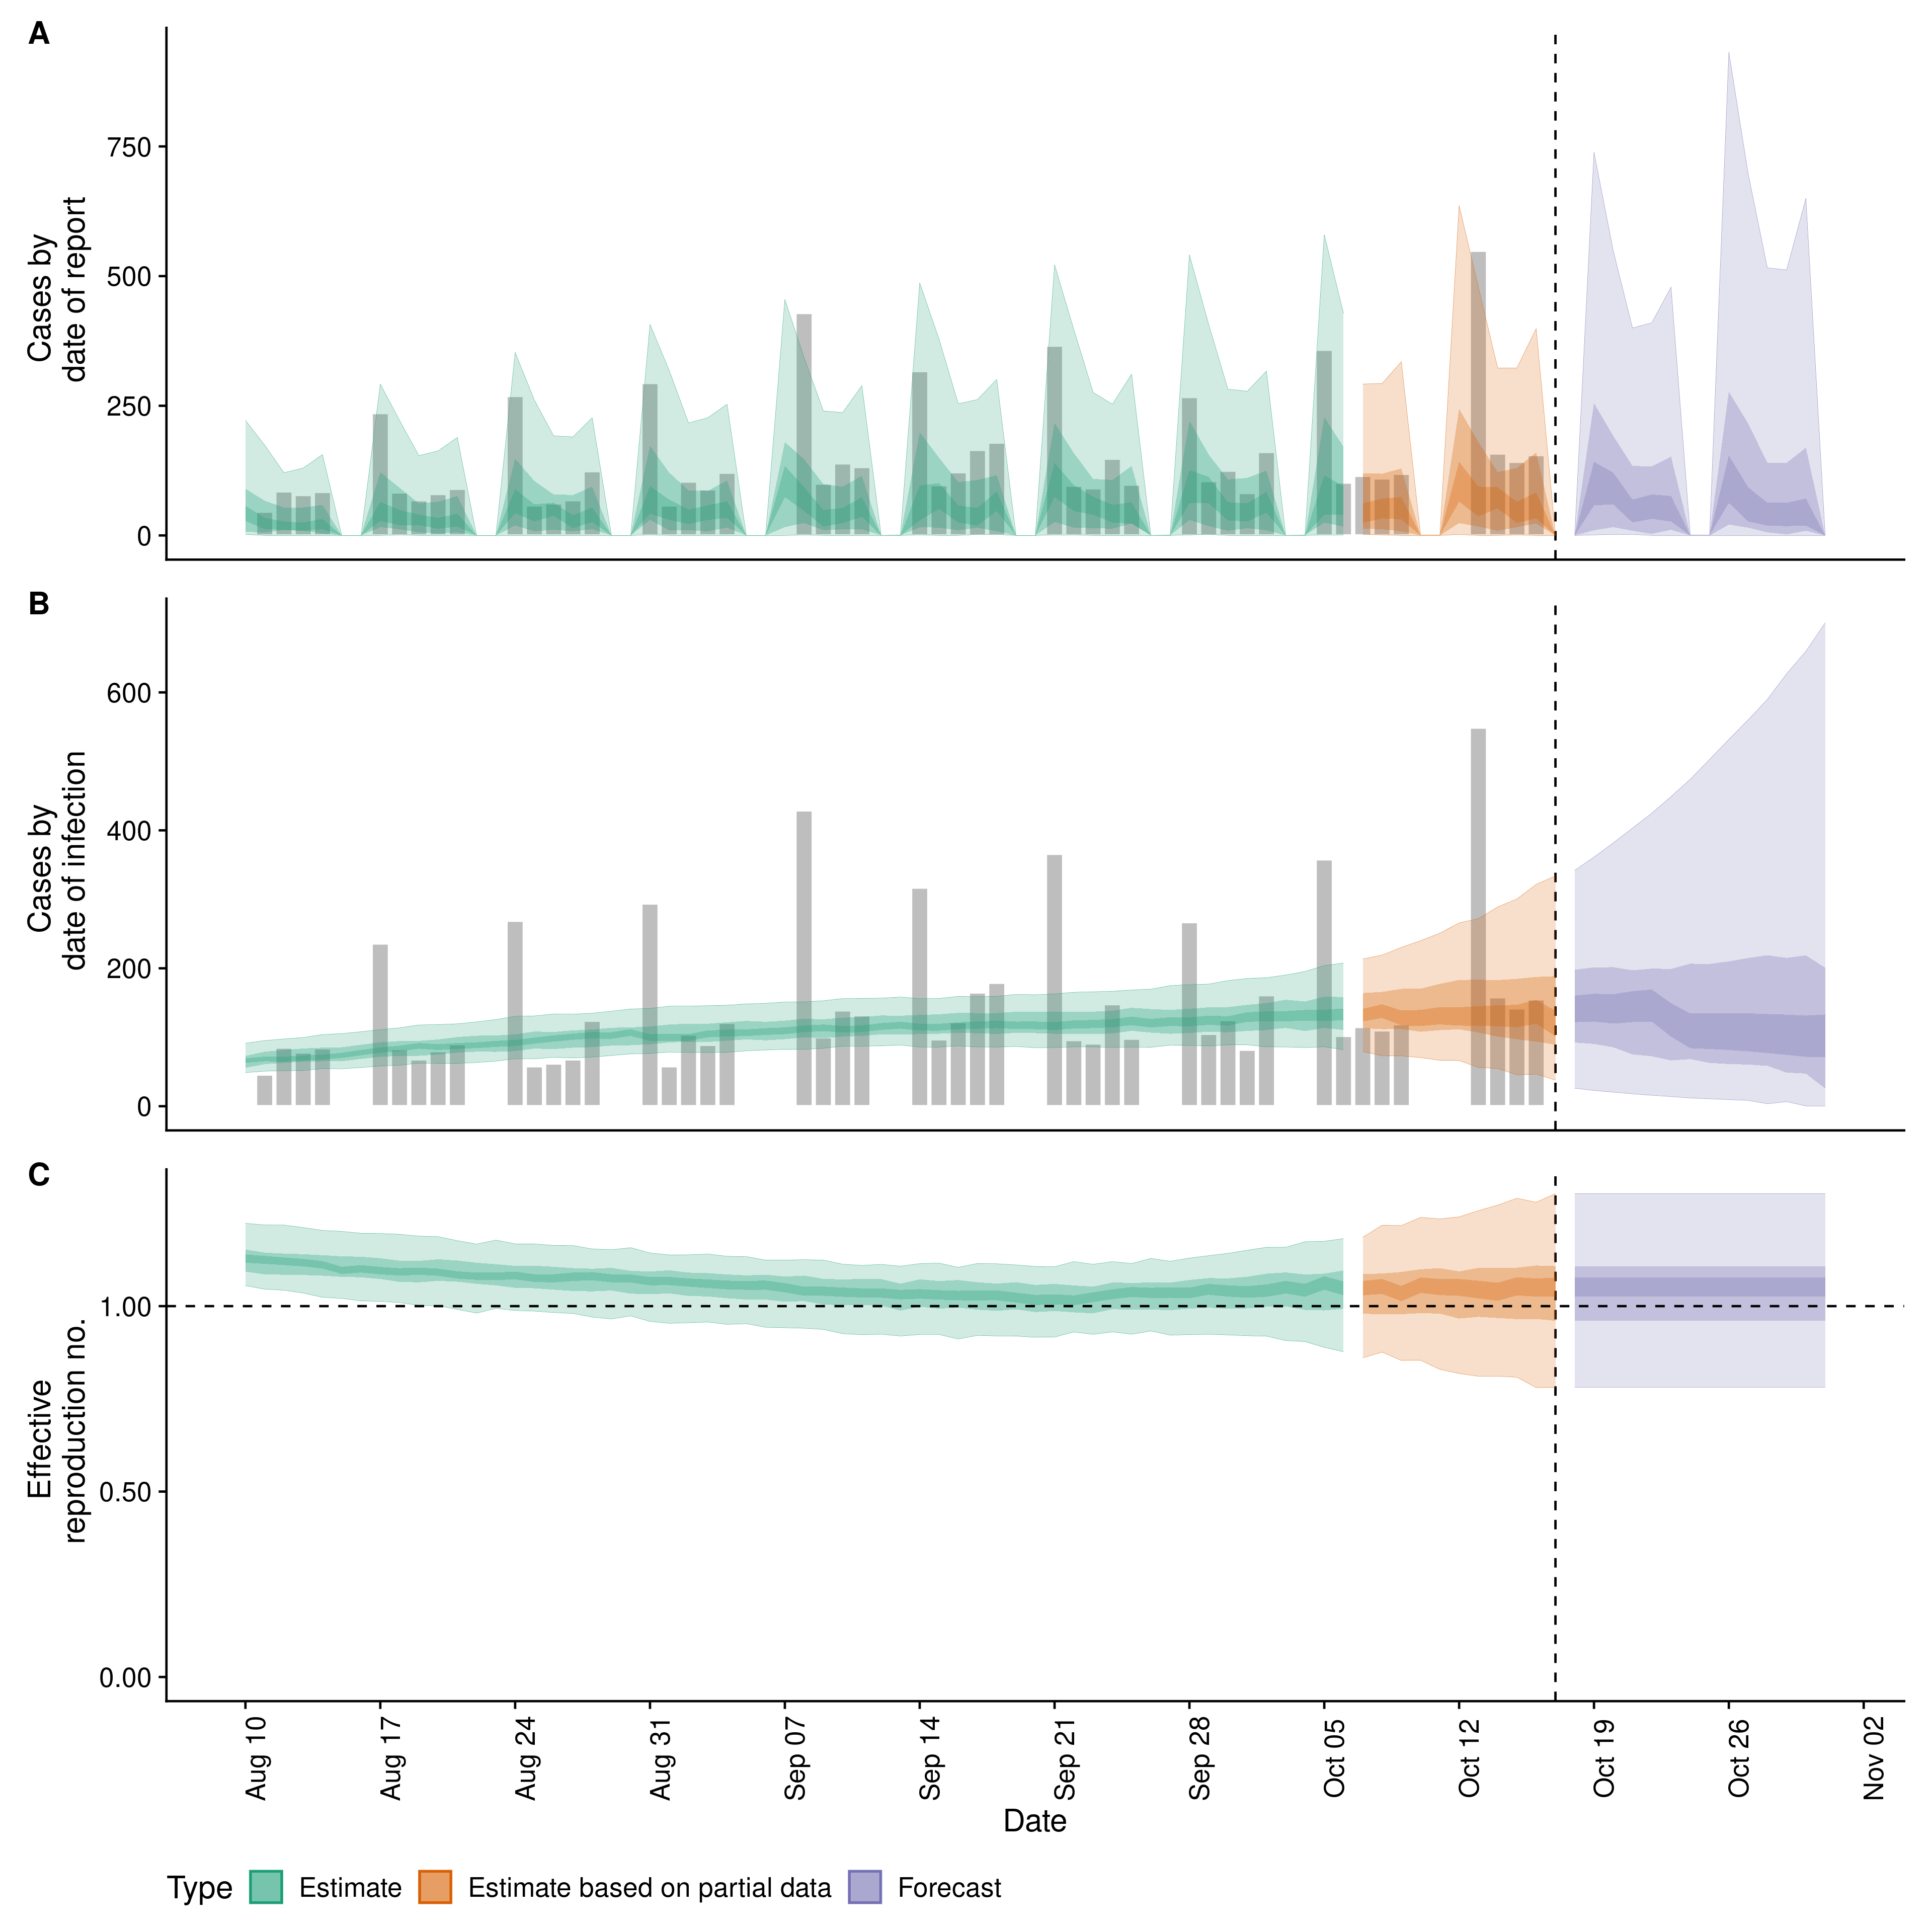 A
Cases by
date of report
750
500
250
0
B
Cases by
date of infection
600
400
200
0
C
Effective
reproduction no.
1.00
0.50
0.00
Aug 10
Aug 17
Aug 24
Aug 31
Sep 07
Sep 14
Sep 21
Sep 28
Oct 05
Oct 12
Oct 19
Oct 26
Nov 02
Date
Type Estimate Estimate based on partial data Forecast